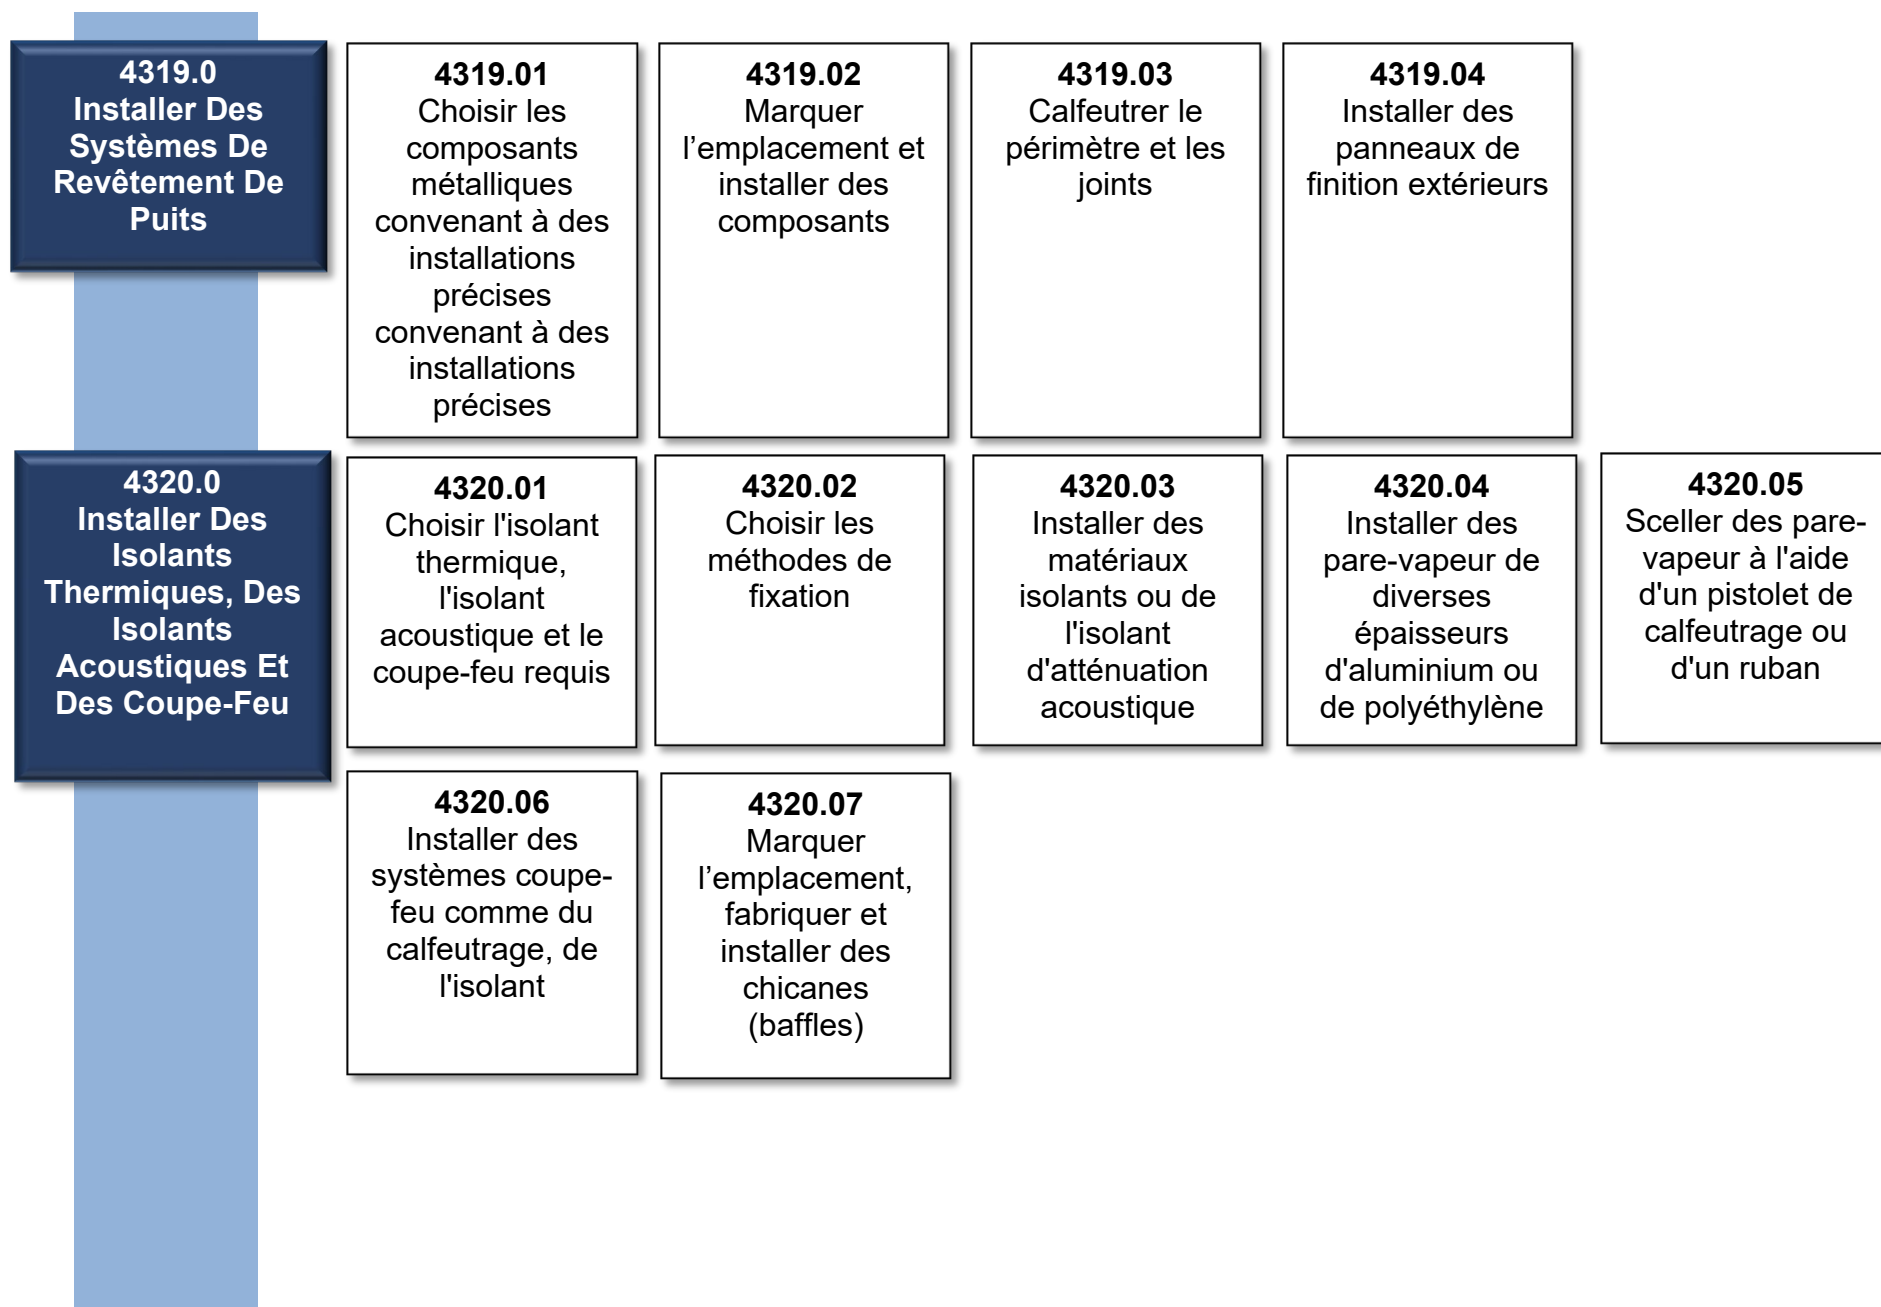 4319.0
Installer Des
Systèmes De
Revêtement De
Puits
4319.01
Choisir les
composants
métalliques
convenant à des
installations
précises
convenant à des
installations
précises
4319.02
Marquer
l’emplacement et
installer des
composants
4319.03
Calfeutrer le
périmètre et les
joints
4319.04
Installer des
panneaux de
finition extérieurs
4320.0
Installer Des
Isolants
Thermiques, Des
Isolants
Acoustiques Et
Des Coupe-Feu
4320.01
Choisir l'isolant
thermique,
l'isolant
acoustique et le
coupe-feu requis
4320.02
Choisir les
méthodes de
fixation
4320.03
Installer des
matériaux
isolants ou de
l'isolant
d'atténuation
acoustique
4320.04
Installer des
pare-vapeur de
diverses
épaisseurs
d'aluminium ou
de polyéthylène
4320.05
Sceller des pare-
vapeur à l'aide
d'un pistolet de
calfeutrage ou
d'un ruban
4320.06
Installer des
systèmes coupe-
feu comme du
calfeutrage, de
l'isolant
4320.07
Marquer
l’emplacement,
fabriquer et
installer des
chicanes
(baffles)